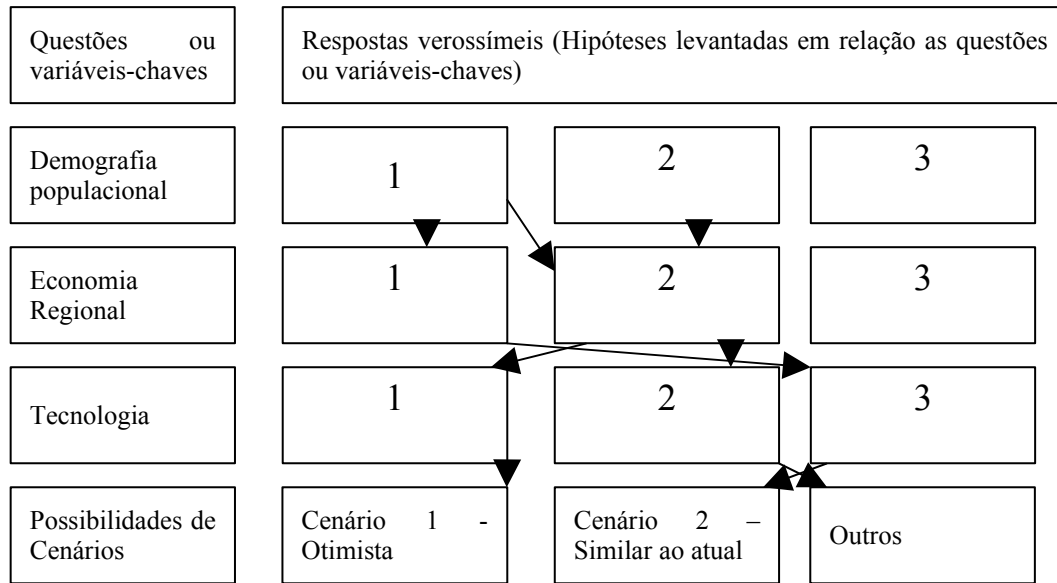 Questões ou
variáveis-chaves
Respostas verossímeis (Hipóteses levantadas em relação as questões
ou variáveis-chaves)
Demografia
populacional
1
2
3
Economia
Regional
1
2
3
Tecnologia
1
2
3
Possibilidades de
Cenários
Cenário 1 -
Otimista
Cenário 2 –
Similar ao atual
Outros